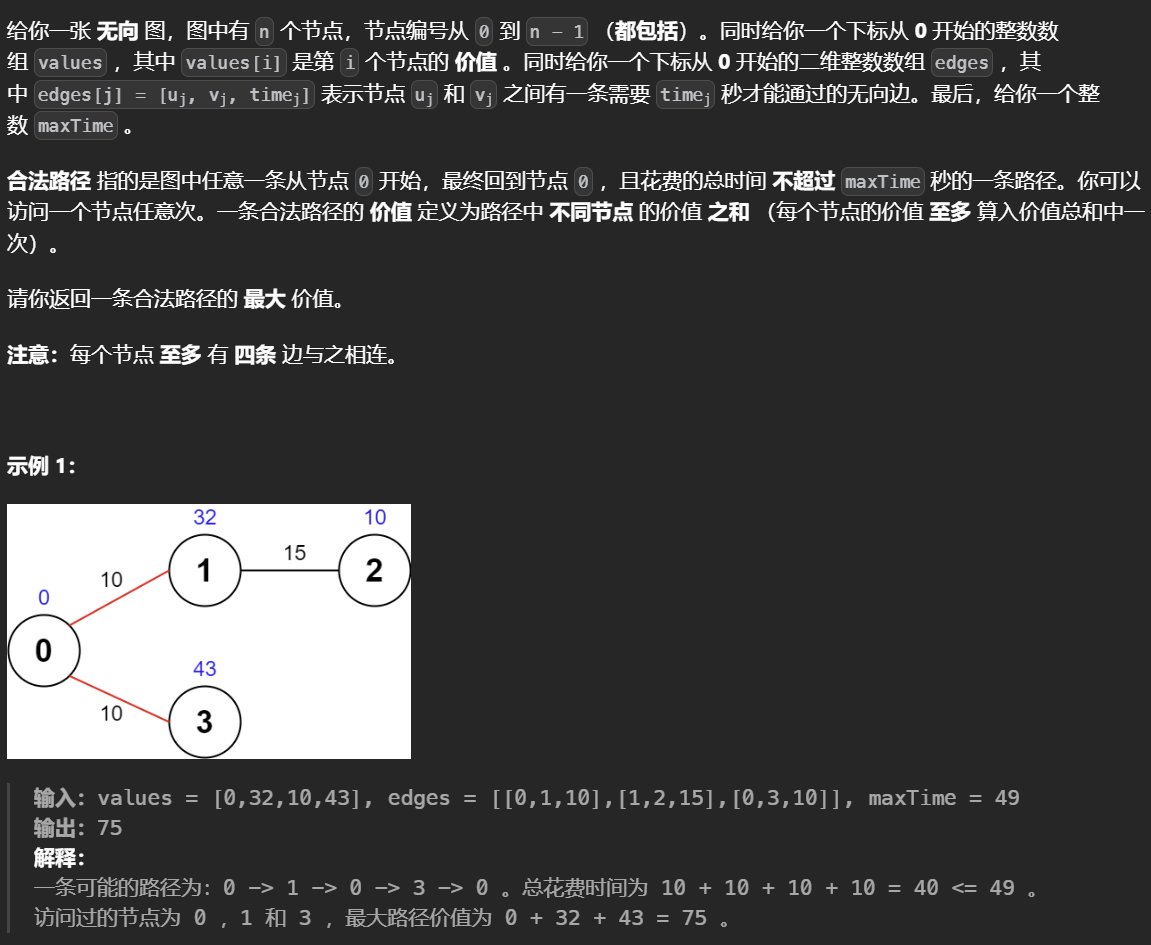 给你一张 无向 图，图中有 n 个节点，节点编号从 0 到 n - 1 （都包括）。同时给你一个下标从 0 开始的整数数
组 values ，其中 values[i] 是第 i 个节点的 价值 。同时给你一个下标从 0 开始的二维整数数组 edges ，其
中 edges[j] = [uj, vj, timej] 表示节点 uj 和 vj 之间有一条需要 timej 秒才能通过的无向边。最后，给你一个整
数 maxTime 。
合法路径 指的是图中任意一条从节点 0 开始，最终回到节点 0 ，且花费的总时间 不超过 maxTime 秒的一条路径。你可以
访问一个节点任意次。一条合法路径的 价值 定义为路径中 不同节点 的价值 之和 （每个节点的价值 至多 算入价值总和中一
次）。
请你返回一条合法路径的 最大 价值。
注意：每个节点 至多 有 四条 边与之相连。
示例 1：
32
10
15
10
1
2
0
0
43
10
3
输入：values = [0,32,10,43], edges = [[0,1,10],[1,2,15],[0,3,10]], maxTime = 49
输出：75
解释：
一条可能的路径为：0 -> 1 -> 0 -> 3 -> 0 。总花费时间为 10 + 10 + 10 + 10 = 40 <= 49 。
访问过的节点为 0 ，1 和 3 ，最大路径价值为 0 + 32 + 43 = 75 。